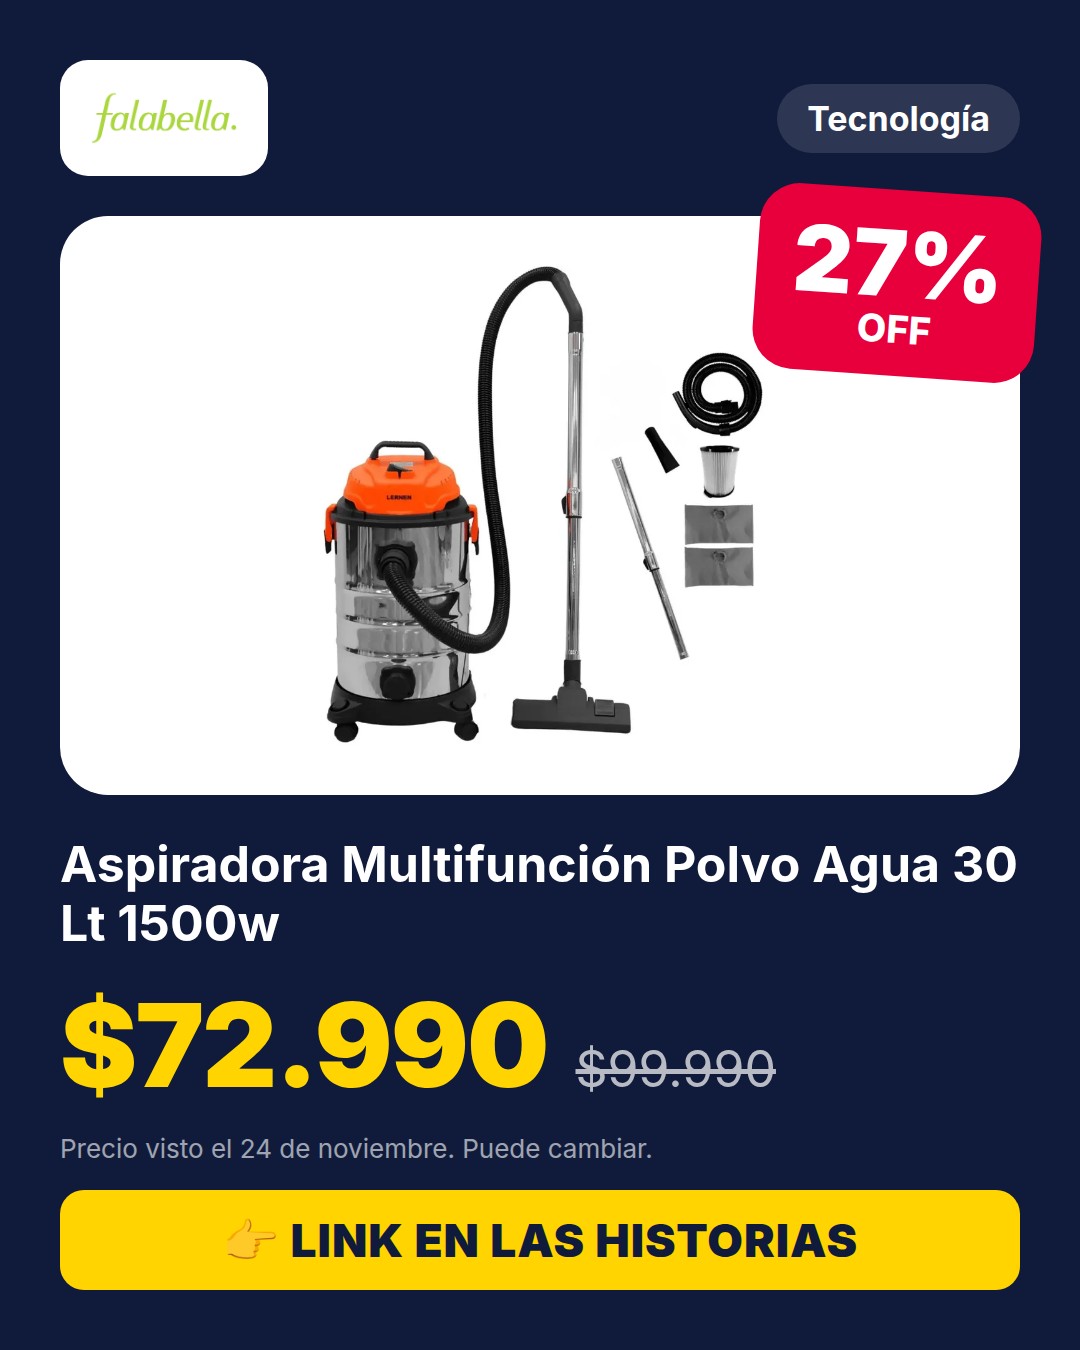 falabella.
Tecnología
27%
OFF
LERNEN
Aspiradora Multifunción Polvo Agua 30
Lt 1500w
$72.990 $99.990
Precio visto el 24 de noviembre. Puede cambiar.
👉 LINK EN LAS HISTORIAS